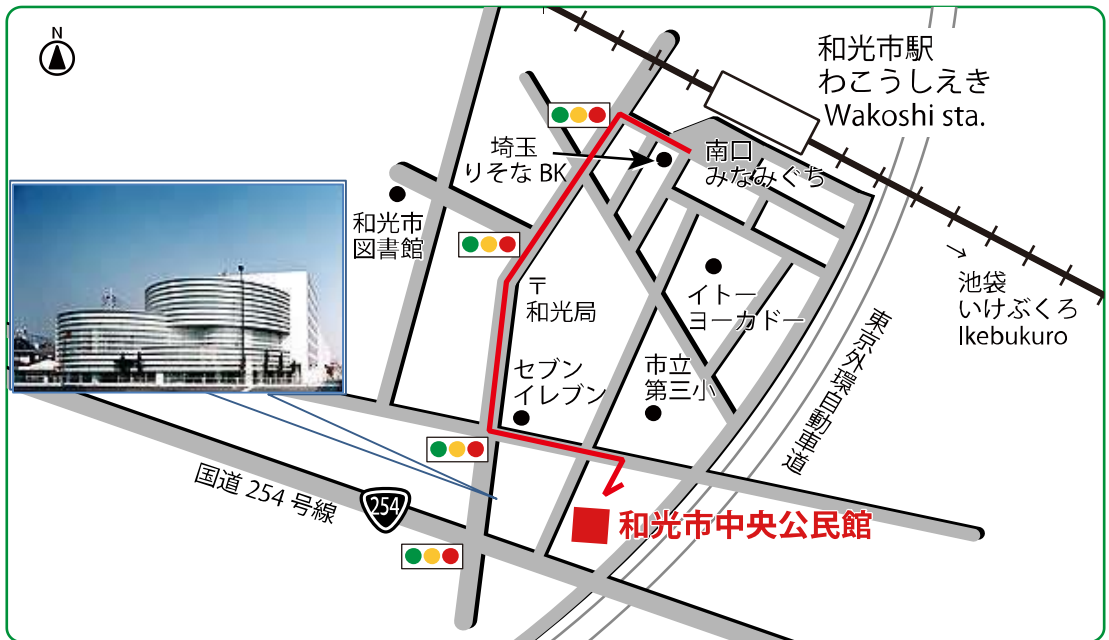 N
和光市駅
わこうしえき
Wakoshi sta.
埼玉
りそな BK
南口
みなみぐち
和光市
図書館
〒
和光局
イトー
ヨーカドー
→
池袋
いけぶくろ
Ikebukuro
セブン
イレブン
市立
第三小
東京外環自動車道
国道 254 号線
254
和光市中央公民館